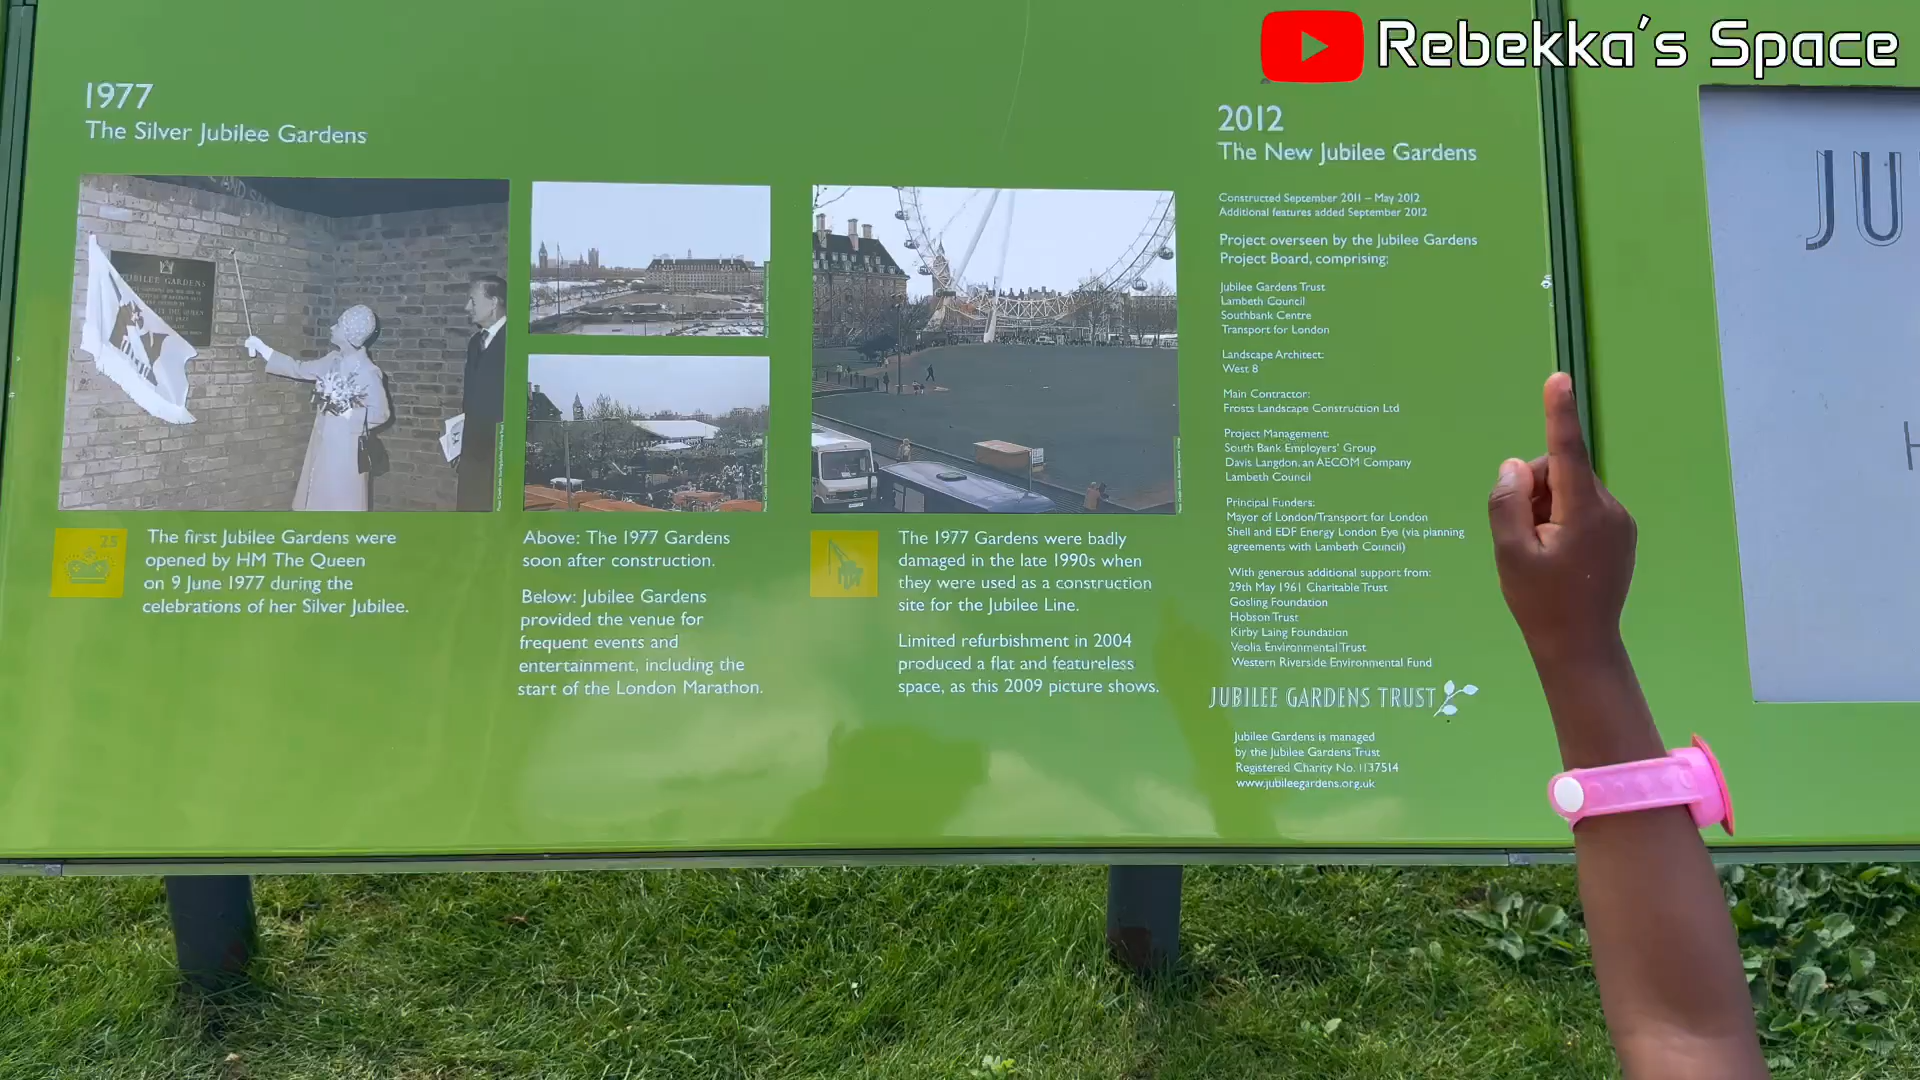 Rebekka's Space
1977
The Silver Jubilee Gardens
JUBILEE GARDENS
25
The first Jubilee Gardens were
opened by HM The Queen
on 9 June 1977 during the
celebrations of her Silver Jubilee.
Above: The 1977 Gardens
soon after construction.
Below: Jubilee Gardens
provided the venue for
frequent events and
entertainment, including the
start of the London Marathon.
The 1977 Gardens were badly
damaged in the late 1990s when
they were used as a construction
site for the Jubilee Line.
Limited refurbishment in 2004
produced a flat and featureless
space, as this 2009 picture shows.
2012
The New Jubilee Gardens
Constructed September 2011 – May 2012
Additional features added September 2012
Project overseen by the Jubilee Gardens
Project Board, comprising:
Jubilee Gardens Trust
Lambeth Council
Southbank Centre
Transport for London
Landscape Architect:
West 8
Main Contractor:
Frosts Landscape Construction Ltd
Project Management:
South Bank Employers' Group
Davis Langdon, an AECOM Company
Lambeth Council
Principal Funders:
Mayor of London/Transport for London
Shell and EDF Energy London Eye (via planning
agreements with Lambeth Council)
With generous additional support from:
29th May 1961 Charitable Trust
Gosling Foundation
Hobson Trust
Kirby Laing Foundation
Veolia Environmental Trust
Western Riverside Environmental Fund
JUBILEE GARDENS TRUST
Jubilee Gardens is managed
by the Jubilee Gardens Trust
Registered Charity No. 1137514
www.jubileegardens.org.uk
JU
H